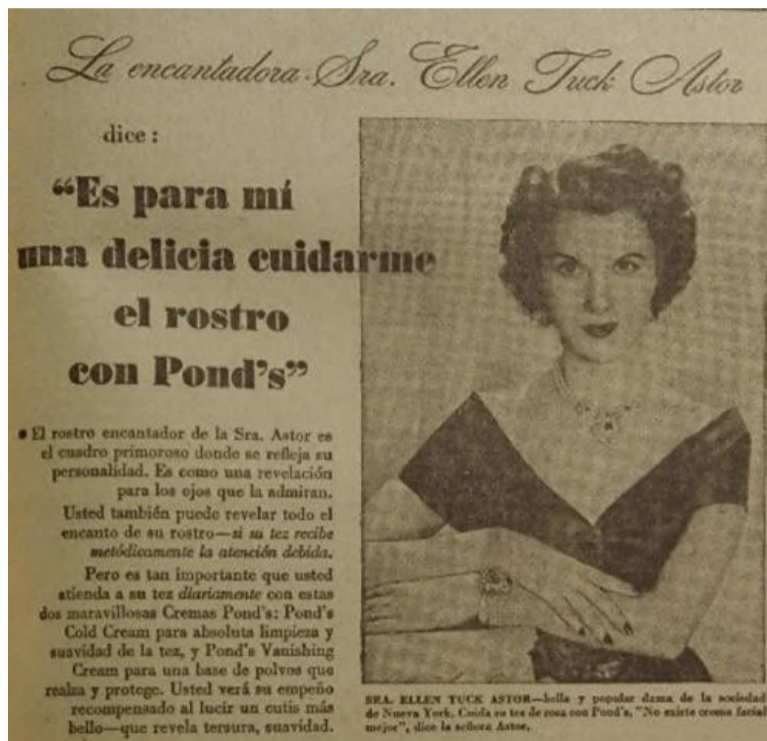 La encantadora Sra. Ellen Tuck Astor
dice:
“Es para mí
una delicia cuidarme
el rostro
con Pond's”
• El rostro encantador de la Sra. Astor es
el cuadro primoroso donde se refleja su
personalidad. Es como una revelación
para los ojos que la admiran.
Usted también puede revelar todo el
encanto de su rostro—si su tez recibe
metódicamente la atención debida.
Pero es tan importante que usted
atienda a su tez diariamente con estas
dos maravillosas Cremas Pond's: Pond's
Cold Cream para absoluta limpieza y
suavidad de la tez, y Pond's Vanishing
Cream para una base de polvos que
realza y protege. Usted verá su empeño
recompensado al lucir un cutis más
bello—que revela tersura, suavidad.
SRA. ELLEN TUCK ASTOR—bella y popular dama de la sociedad
de Nueva York. Cuida su tez de rosa con Pond's. "No existe crema facial
mejor", dice la señora Astor.